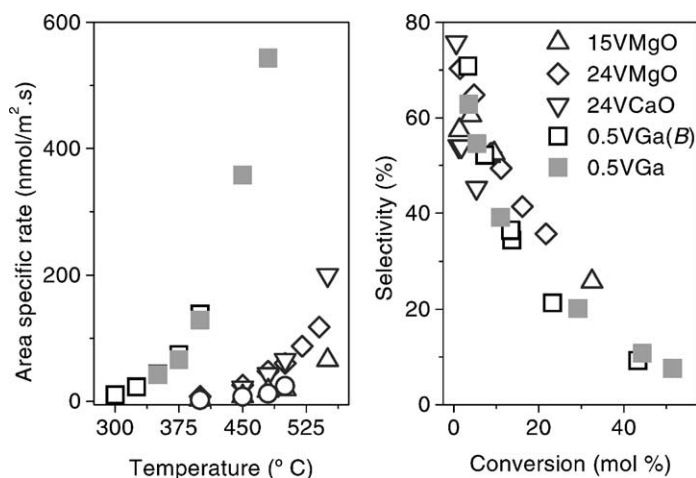 600
400
200
0
300
375
450
525
Area specific rate (nmol/m².s)
Temperature (º C)
80
60
40
20
0
0
20
40
Selectivity (%)
Conversion (mol %)
15VMgO
24VMgO
24VCaO
0.5VGa(B)
0.5VGa